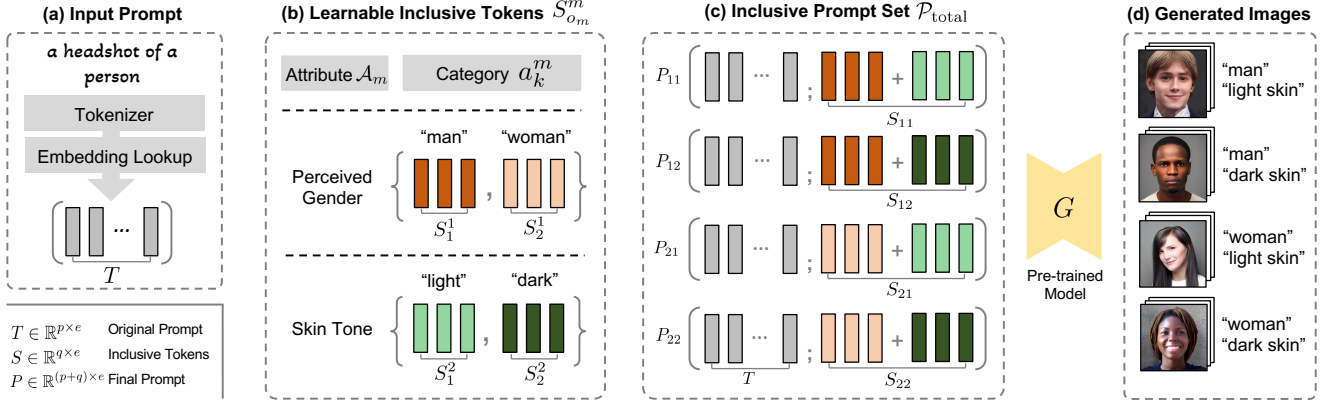 (a) Input Prompt
a headshot of a
person
Tokenizer
Embedding Lookup
...
T
T ∈ ℝ^{p×e} Original Prompt
S ∈ ℝ^{q×e} Inclusive Tokens
P ∈ ℝ^{(p+q)×e} Final Prompt
(b) Learnable Inclusive Tokens S^m_{o_m}
Attribute 𝒜_m Category a^m_k
"man" "woman"
Perceived
Gender
{ , }
S^1_1 S^1_2
"light" "dark"
Skin Tone
{ , }
S^2_1 S^2_2
(c) Inclusive Prompt Set 𝒫_total
P_11 ( ... ; + )
S_11
P_12 ( ... ; + )
S_12
P_21 ( ... ; + )
S_21
P_22 ( ... ; + )
T S_22
G
Pre-trained
Model
(d) Generated Images
"man"
"light skin"
"man"
"dark skin"
"woman"
"light skin"
"woman"
"dark skin"